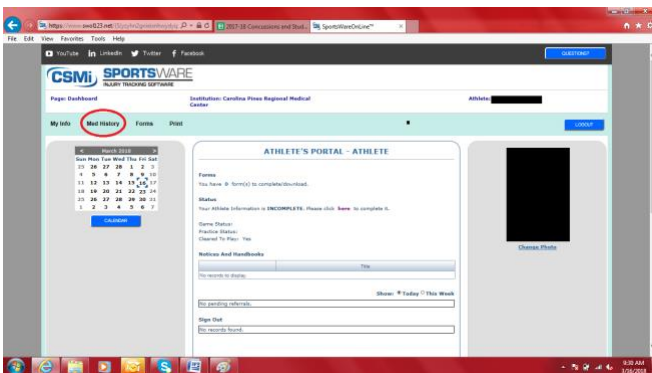 https://www.swol123.net
2017-18 Concussions and Stud...
SportsWareOnLine™
File Edit View Favorites Tools Help
YouTube in LinkedIn Twitter f Facebook
QUESTIONS?
CSMi SPORTSWARE
INJURY TRACKING SOFTWARE
Page: Dashboard
Institution: Carolina Pines Regional Medical
Center
Athlete:
My Info Med History Forms Print
LOGOUT
< March 2018 >
Sun Mon Tue Wed Thu Fri Sat
25 26 27 28 1 2 3
4 5 6 7 8 9 10
11 12 13 14 15 16 17
18 19 20 21 22 23 24
25 26 27 28 29 30 31
1 2 3 4 5 6 7
CALENDAR
ATHLETE'S PORTAL - ATHLETE
Forms
You have form(s) to complete/download.
Status
Your Athlete Information is INCOMPLETE. Please click here to complete it.
Game Status:
Practice Status:
Cleared To Play: Yes
Notices And Handbooks
Title
No records to display.
Show: Today This Week
No pending referrals.
Sign Out
No records found.
Change Photo
9:30 AM
3/16/2018